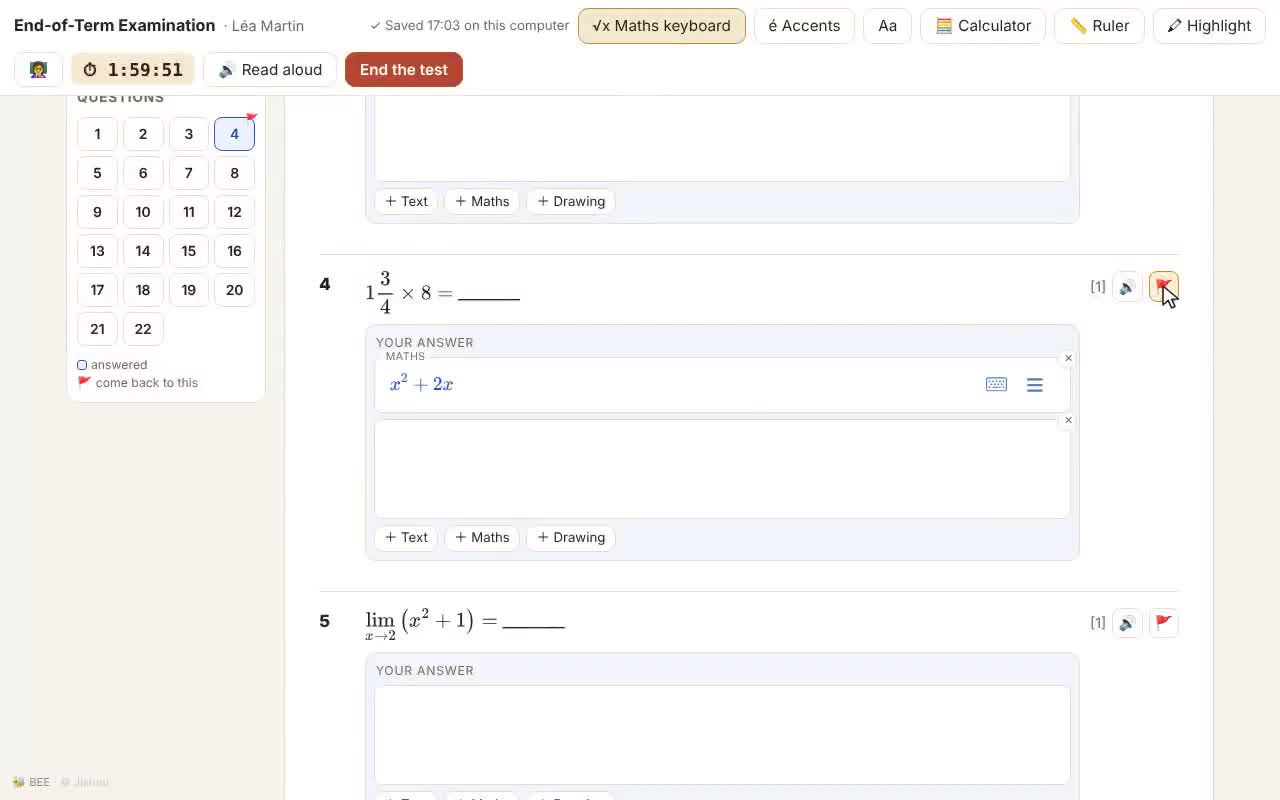 End-of-Term Examination · Léa Martin ✓ Saved 17:03 on this computer √x Maths keyboard é Accents Aa Calculator Ruler Highlight
1:59:51 Read aloud End the test
QUESTIONS
1 2 3 4
5 6 7 8
9 10 11 12
13 14 15 16
17 18 19 20
21 22
answered
come back to this
+ Text + Maths + Drawing
4 1 3/4 × 8 = ______ [1]
YOUR ANSWER
MATHS
x² + 2x
+ Text + Maths + Drawing
5 lim x→2 (x² + 1) = ______ [1]
YOUR ANSWER
BEE · © Jishnu